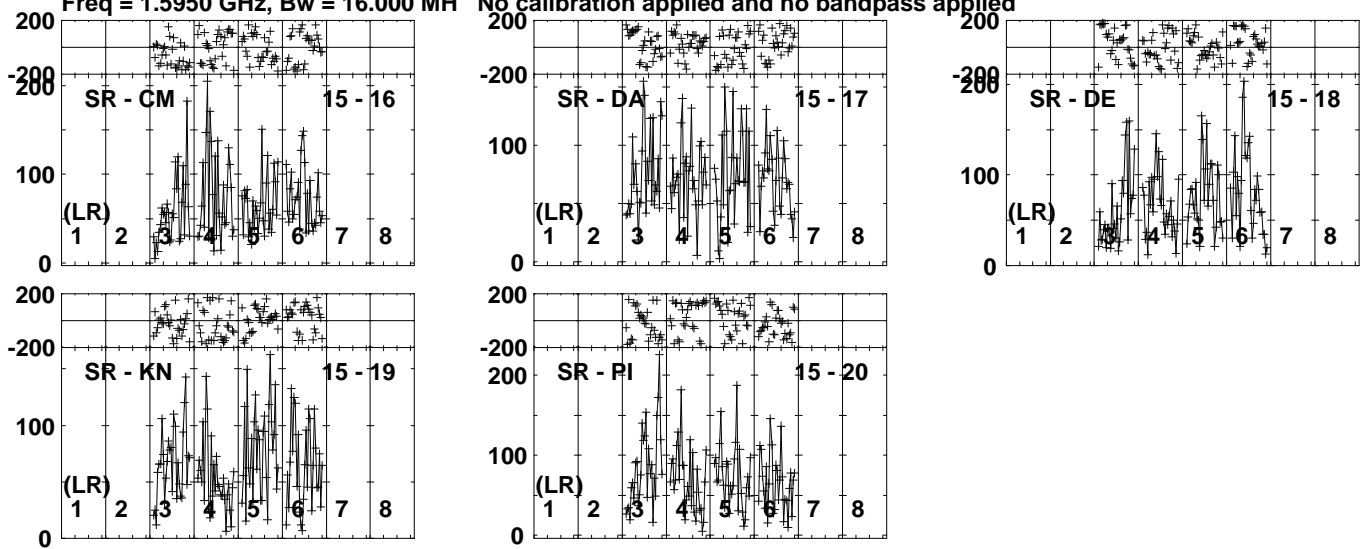 Freq = 1.5950 GHz, Bw = 16.000 MH No calibration applied and no bandpass applied
200
-200
200
SR - CM 15 - 16
100
(LR)
1 2 3 4 5 6 7 8
0
200
-200
200
SR - DA 15 - 17
100
(LR)
1 2 3 4 5 6 7 8
0
200
-200
200
SR - DE 15 - 18
100
(LR)
1 2 3 4 5 6 7 8
0
200
-200
SR - KN 15 - 19
100
(LR)
1 2 3 4 5 6 7 8
0
200
-200
SR - PI 15 - 20
200
100
(LR)
1 2 3 4 5 6 7 8
0